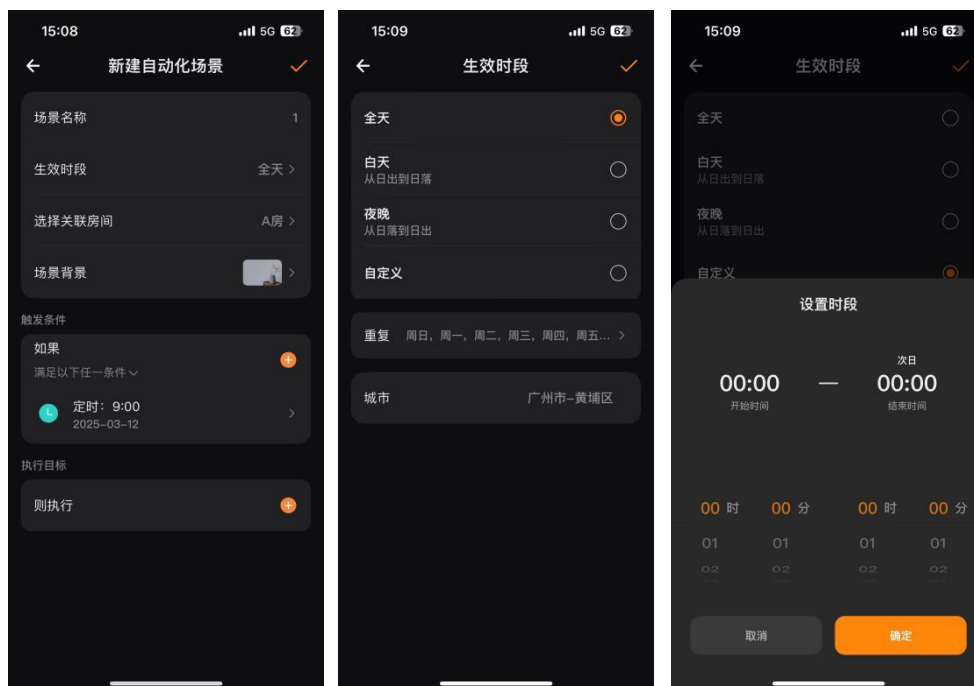 15:08
5G 62
新建自动化场景
场景名称 1
生效时段 全天
选择关联房间 A房
场景背景
触发条件
如果
满足以下任一条件
定时：9:00
2025-03-12
执行目标
则执行
15:09
5G 62
生效时段
全天
白天
从日出到日落
夜晚
从日落到日出
自定义
重复 周日，周一，周二，周三，周四，周五...
城市 广州市-黄埔区
15:09
5G 62
生效时段
全天
白天
从日出到日落
夜晚
从日落到日出
自定义
设置时段
次日
00:00 — 00:00
开始时间 结束时间
00 时 00 分 00 时 00 分
01 01 01 01
02 02 02 02
取消 确定